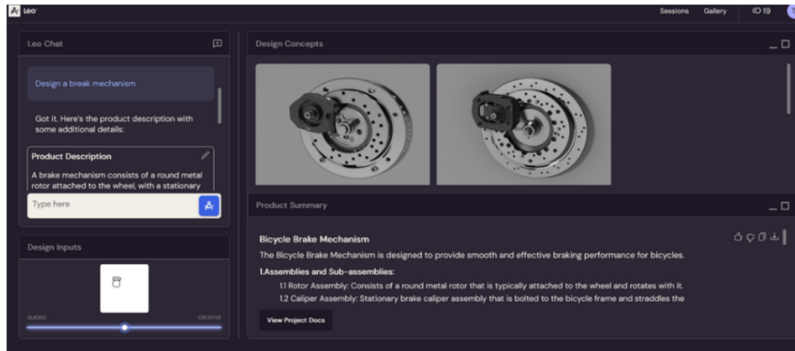 Leo
Sessions
Gallery
19
Leo Chat
Design a break mechanism
Got it. Here's the product description with
some additional details:
Product Description
A brake mechanism consists of a round metal
rotor attached to the wheel, with a stationary
Type here
Design Inputs
GUIDED
CREATIVE
Design Concepts
Product Summary
Bicycle Brake Mechanism
The Bicycle Brake Mechanism is designed to provide smooth and effective braking performance for bicycles.
1.Assemblies and Sub-assemblies:
1.1 Rotor Assembly: Consists of a round metal rotor that is typically attached to the wheel and rotates with it.
1.2 Caliper Assembly: Stationary brake caliper assembly that is bolted to the bicycle frame and straddles the
View Project Docs